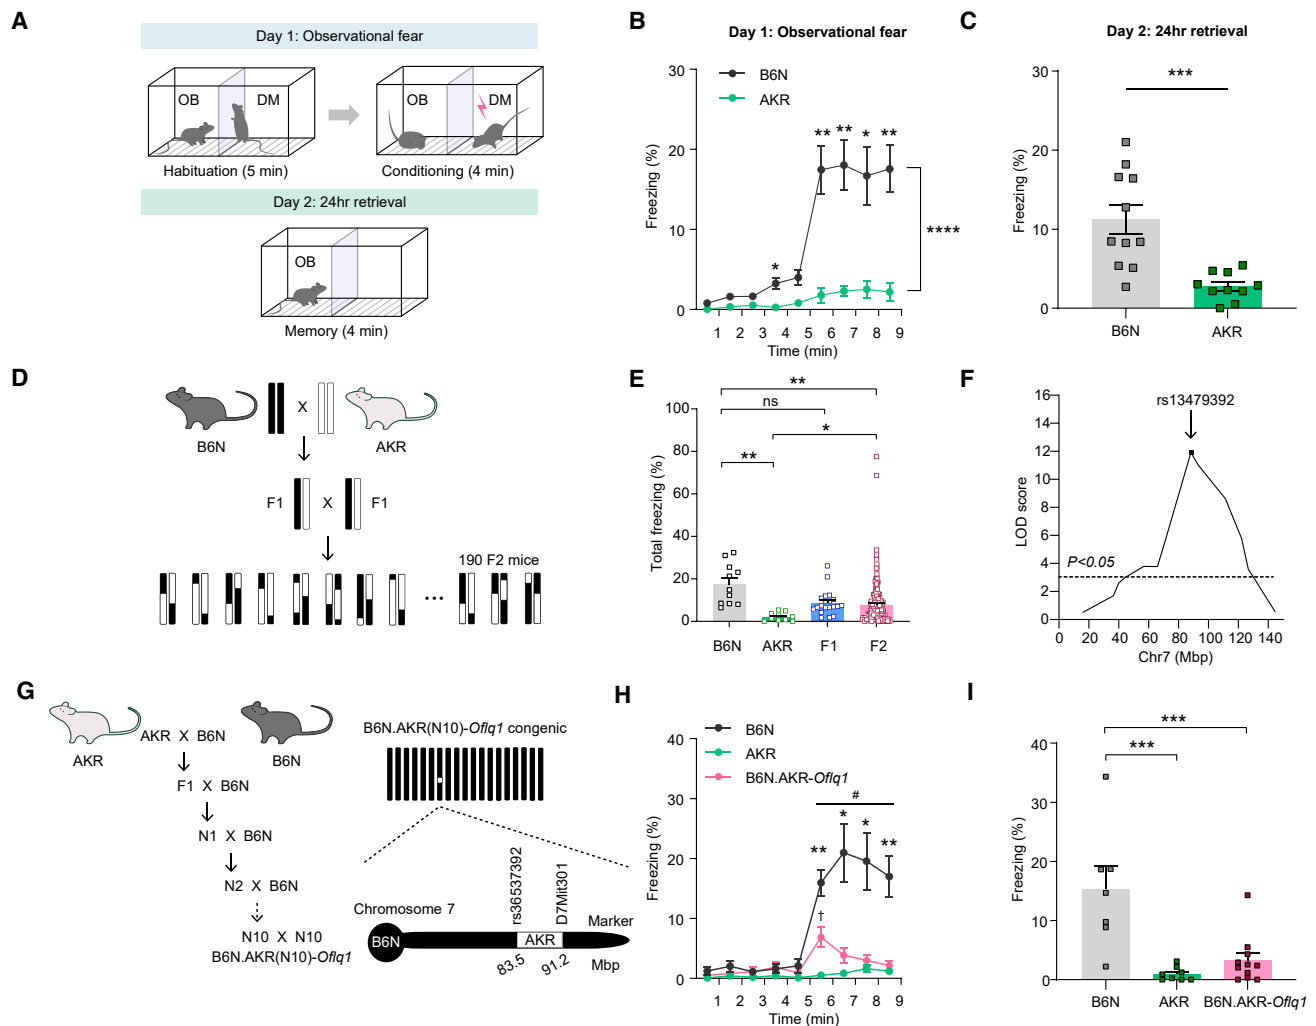 A
Day 1: Observational fear
OB
DM
OB
DM
Habituation (5 min)
Conditioning (4 min)
Day 2: 24hr retrieval
OB
Memory (4 min)
B
Day 1: Observational fear
B6N
AKR
Freezing (%)
30
20
10
0
** ** * **
*
****
1 2 3 4 5 6 7 8 9
Time (min)
C
Day 2: 24hr retrieval
***
Freezing (%)
30
20
10
0
B6N AKR
D
B6N
X
AKR
F1 X F1
190 F2 mice
...
E
**
ns
*
**
Total freezing (%)
100
80
60
40
20
0
B6N AKR F1 F2
F
rs13479392
LOD score
16
14
12
10
8
6
4
2
0
P<0.05
0 20 40 60 80 100 120 140
Chr7 (Mbp)
G
AKR
AKR X B6N
B6N
F1 X B6N
N1 X B6N
N2 X B6N
N10 X N10
B6N.AKR(N10)-Oflq1
B6N.AKR(N10)-Oflq1 congenic
Chromosome 7
rs36537392
D7Mit301
Marker
B6N
AKR
83.5
91.2
Mbp
H
B6N
AKR
B6N.AKR-Oflq1
Freezing (%)
40
30
20
10
0
#
** * * **
†
1 2 3 4 5 6 7 8 9
Time (min)
I
***
***
Freezing (%)
40
30
20
10
0
B6N AKR B6N.AKR-Oflq1